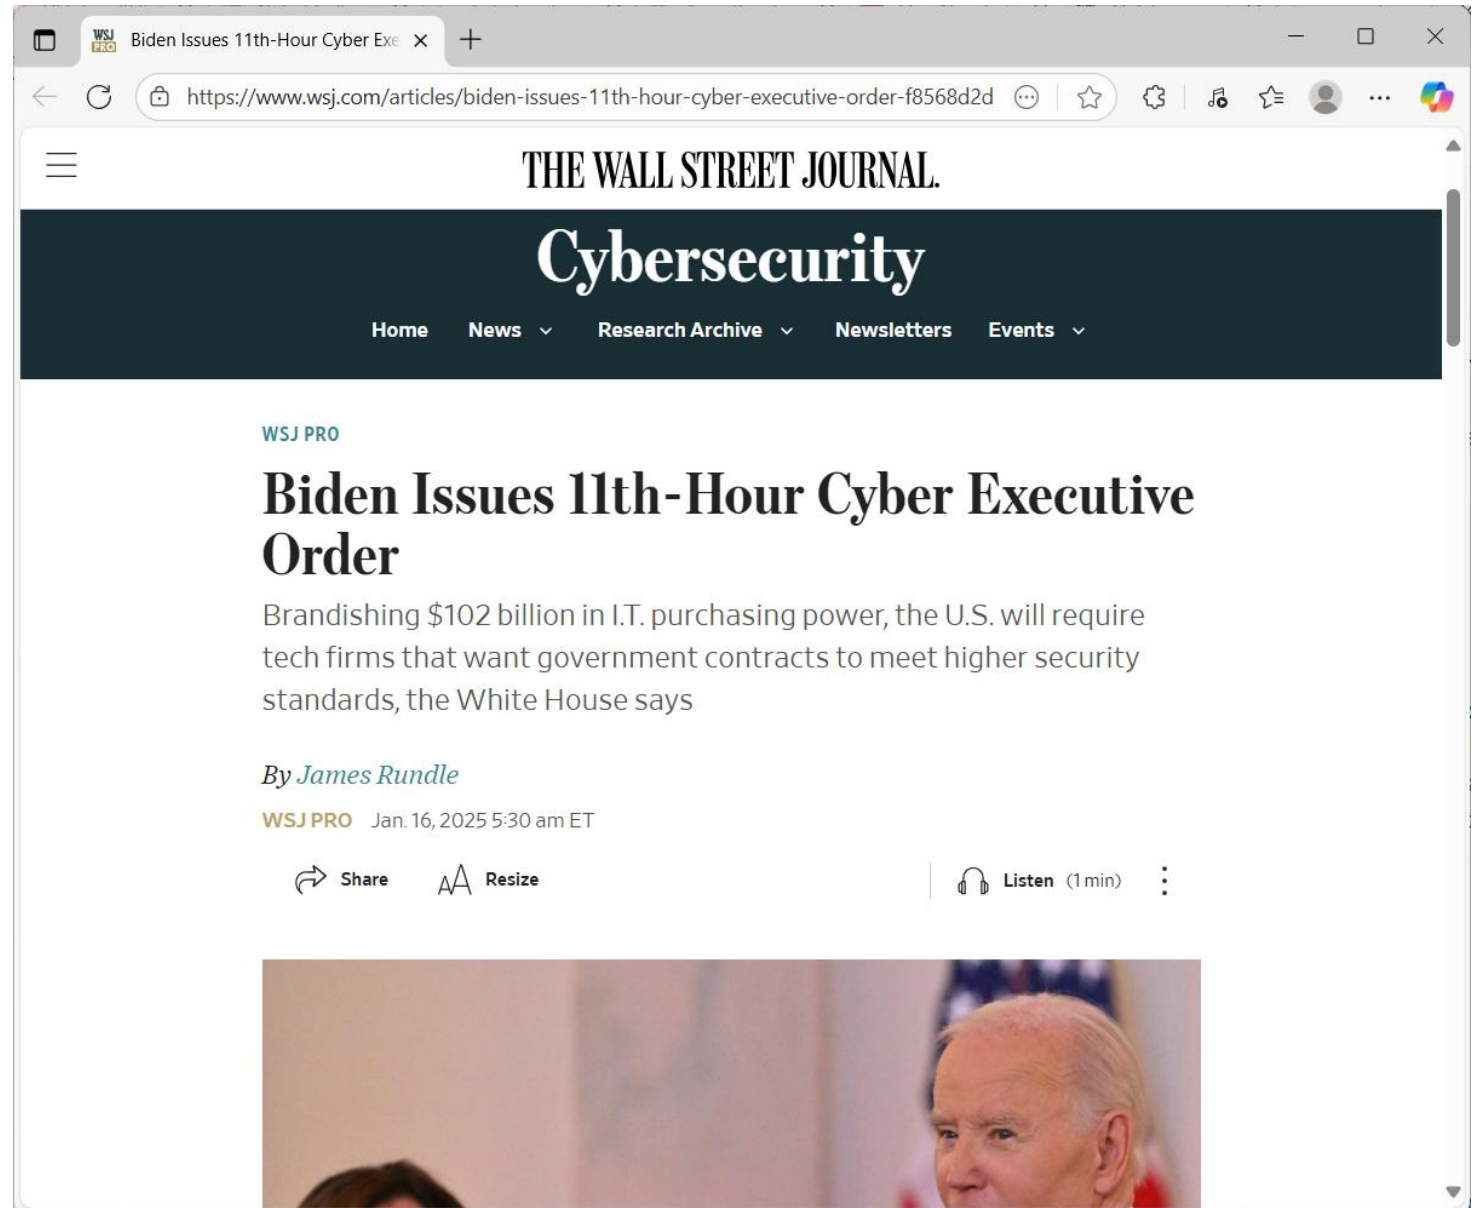 WSJ PRO Biden Issues 11th-Hour Cyber Exe
https://www.wsj.com/articles/biden-issues-11th-hour-cyber-executive-order-f8568d2d
THE WALL STREET JOURNAL.
Cybersecurity
Home News Research Archive Newsletters Events
WSJ PRO
Biden Issues 11th-Hour Cyber Executive
Order
Brandishing $102 billion in I.T. purchasing power, the U.S. will require
tech firms that want government contracts to meet higher security
standards, the White House says
By James Rundle
WSJ PRO Jan. 16, 2025 5:30 am ET
Share AA Resize Listen (1 min)